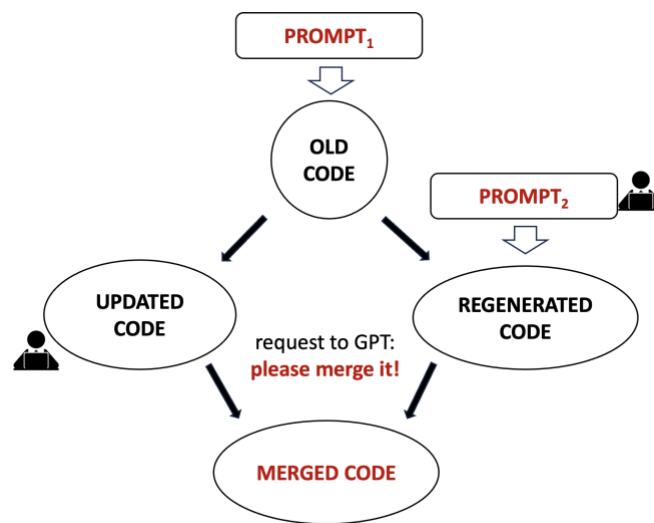 PROMPT₁
OLD
CODE
PROMPT₂
UPDATED
CODE
REGENERATED
CODE
request to GPT:
please merge it!
MERGED CODE